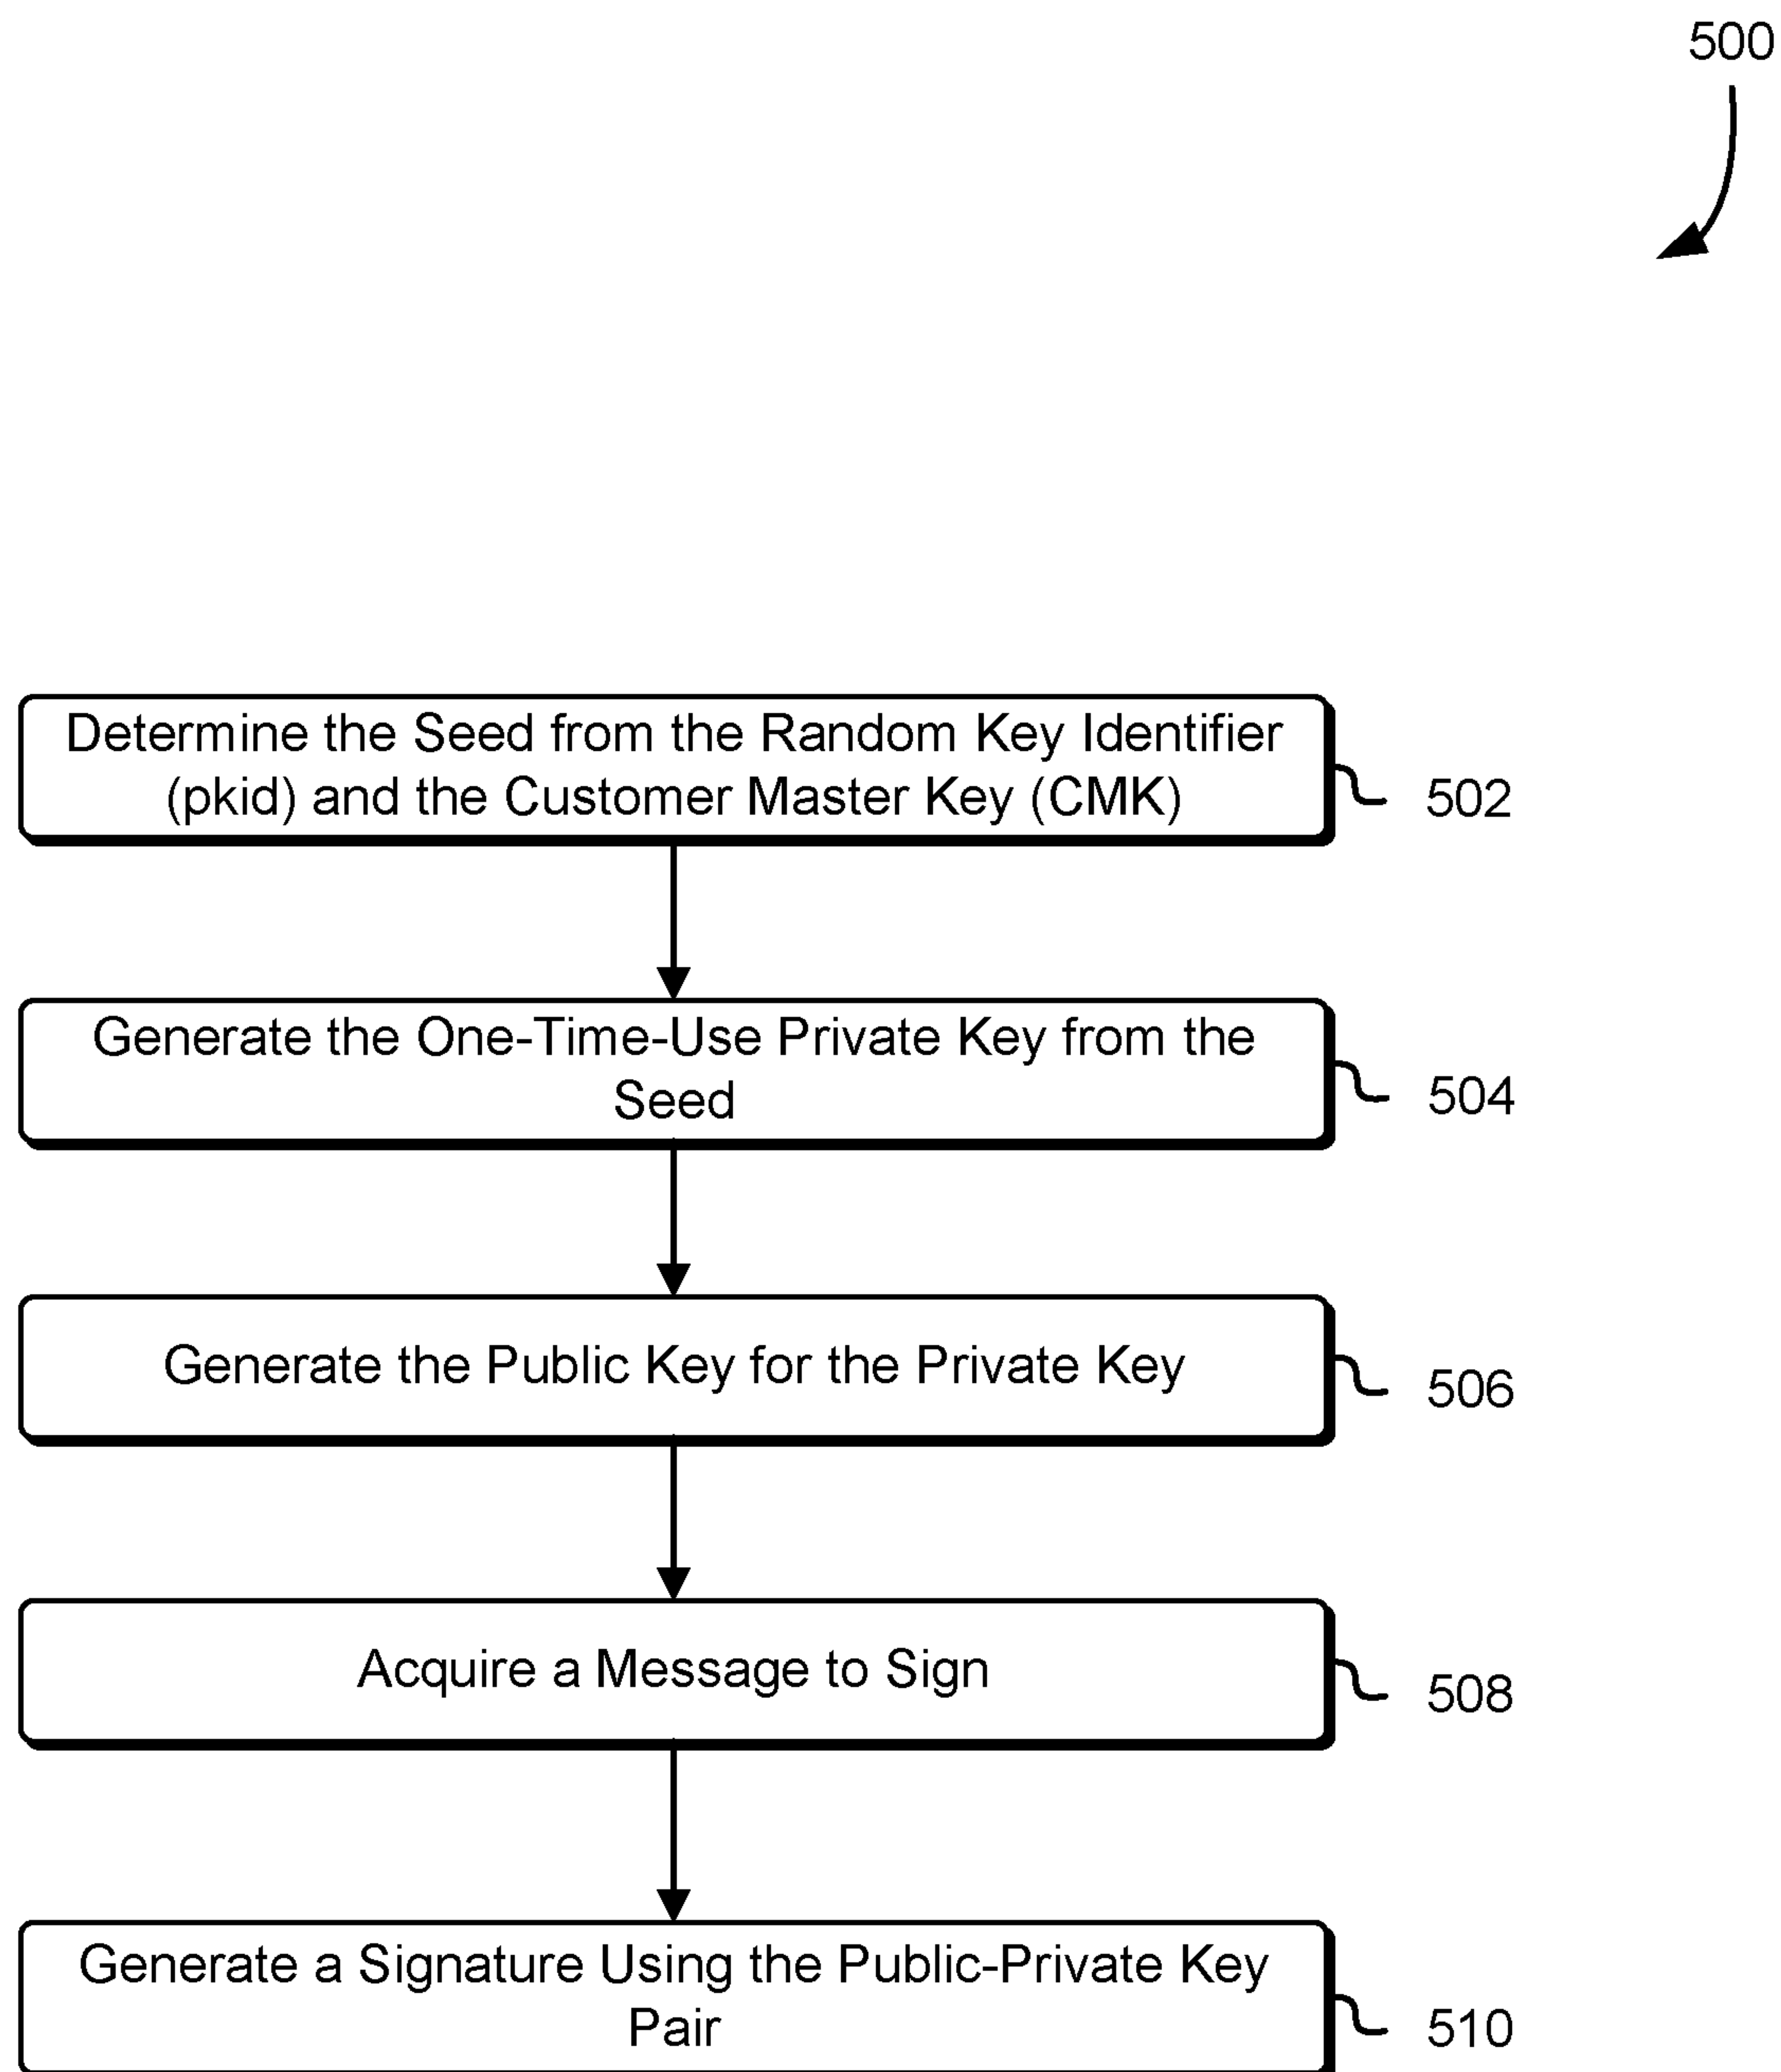 500
Determine the Seed from the Random Key Identifier
(pkid) and the Customer Master Key (CMK)
502
Generate the One-Time-Use Private Key from the
Seed
504
Generate the Public Key for the Private Key
506
Acquire a Message to Sign
508
Generate a Signature Using the Public-Private Key
Pair
510